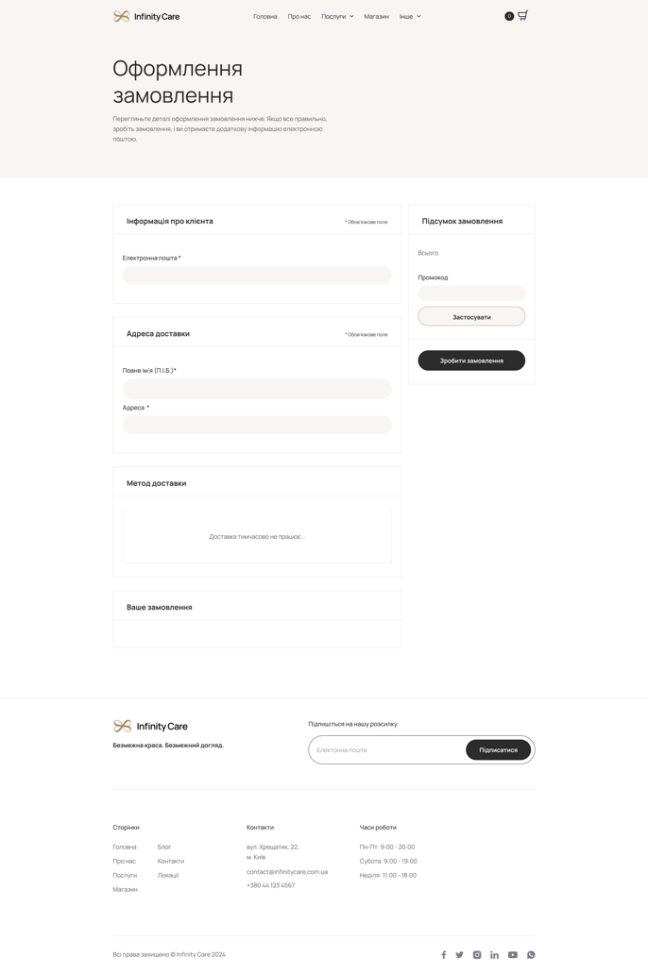 Infinity Care
Головна Про нас Послуги Магазин Інше
0
Оформлення
замовлення
Перегляньте деталі оформлення замовлення нижче. Якщо все правильно,
зробіть замовлення, і ви отримаєте додаткову інформацію електронною
поштою.
Інформація про клієнта
* Обов'язкове поле
Електронна пошта *
Адреса доставки
* Обов'язкове поле
Повне ім'я (П.І.Б.)*
Адреса *
Метод доставки
Доставка тимчасово не працює...
Ваше замовлення
Підсумок замовлення
Всього
Промокод
Застосувати
Зробити замовлення
Infinity Care
Безмежна краса. Безмежний догляд.
Підпишіться на нашу розсилку
Електонна пошта
Підписатися
Сторінки
Головна
Про нас
Послуги
Магазин
Блог
Контакти
Локації
Контакти
вул. Хрещатик, 22,
м. Київ
contact@infinitycare.com.ua
+380 44 123 4567
Часи роботи
Пн-Пт: 9:00 - 20:00
Субота: 9:00 - 19:00
Неділя: 11:00 - 18:00
Всі права захищено © Infinity Care 2024